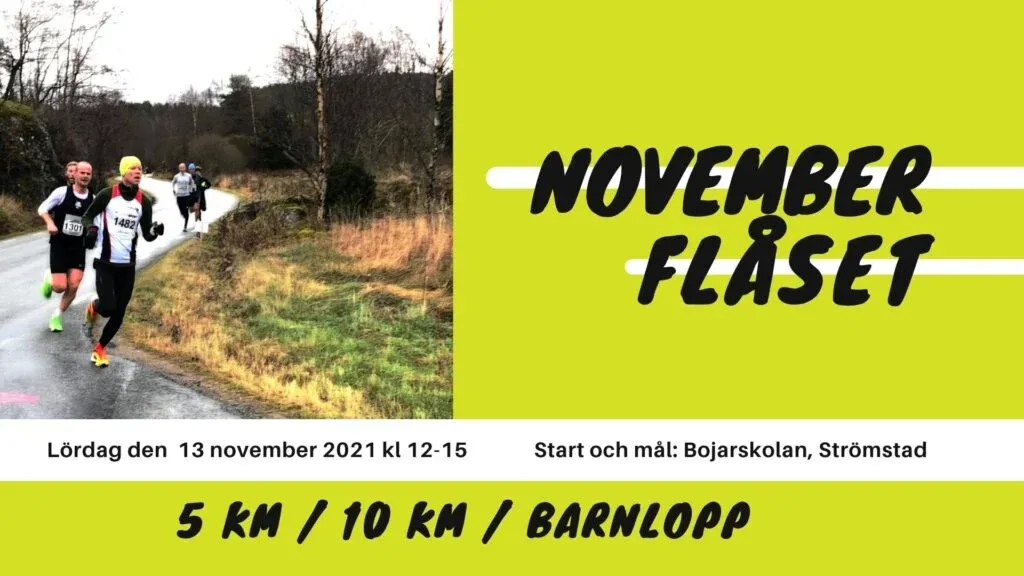 NOVEMBER
FLÅSET
1301
1482
Lördag den 13 november 2021 kl 12-15
Start och mål: Bojarskolan, Strömstad
5 KM / 10 KM / BARNLOPP